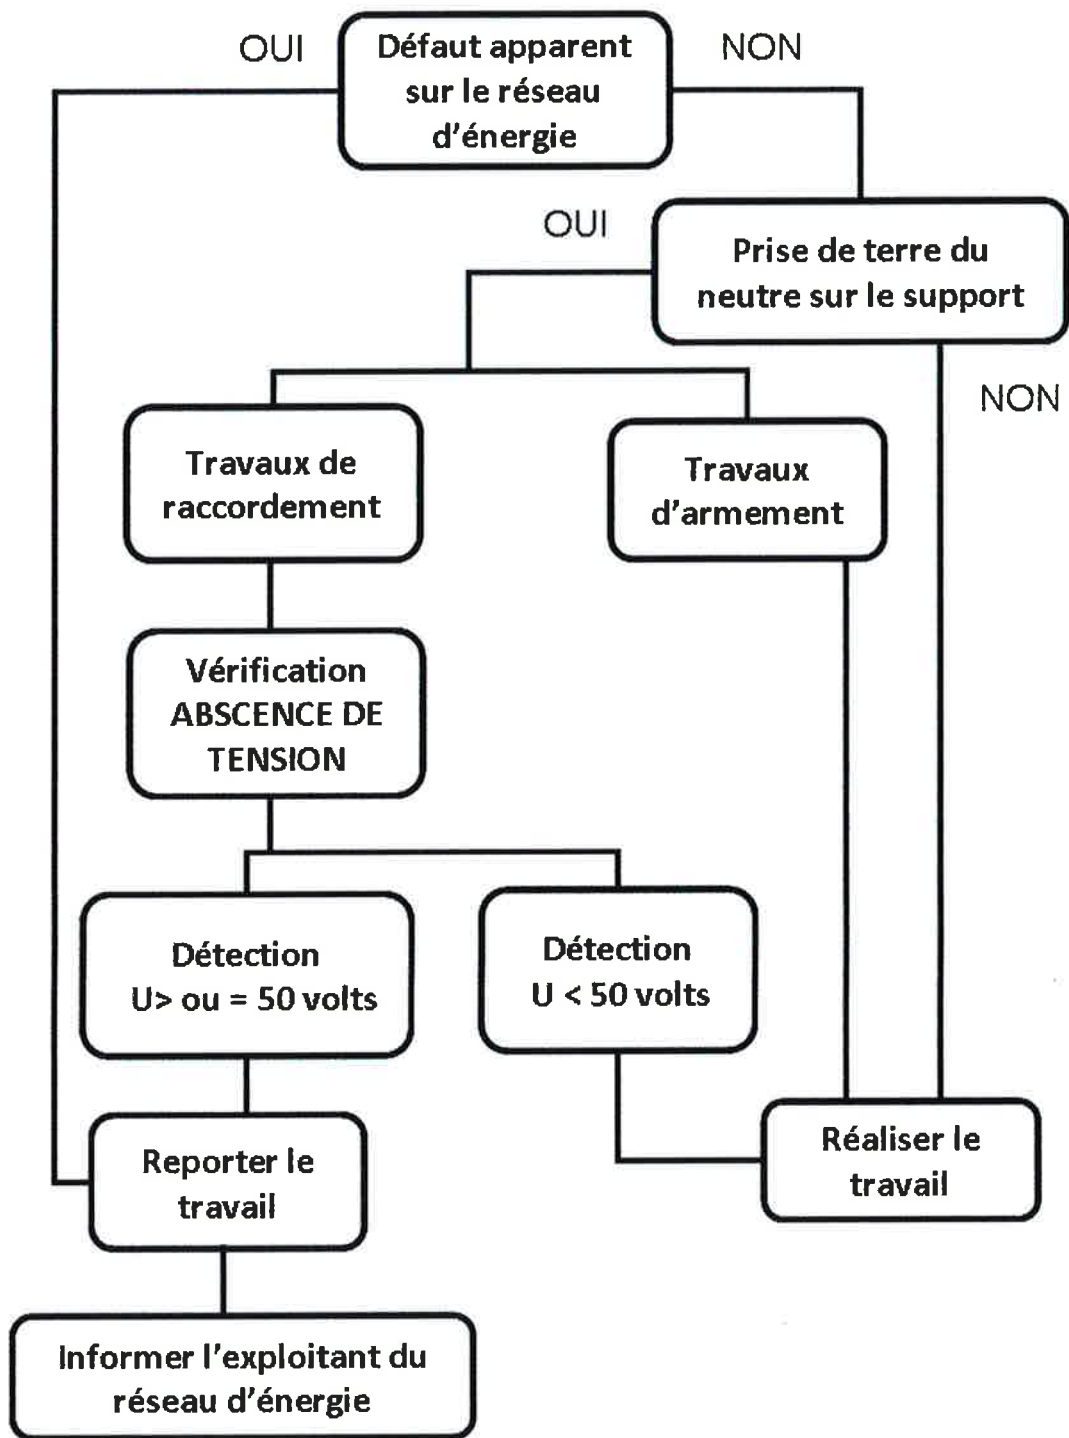 OUI
Défaut apparent
sur le réseau
d'énergie
NON
OUI
Prise de terre du
neutre sur le support
NON
Travaux de
raccordement
Travaux
d'armement
Vérification
ABSCENCE DE
TENSION
Détection
U> ou = 50 volts
Détection
U < 50 volts
Reporter le
travail
Réaliser le
travail
Informer l'exploitant du
réseau d'énergie